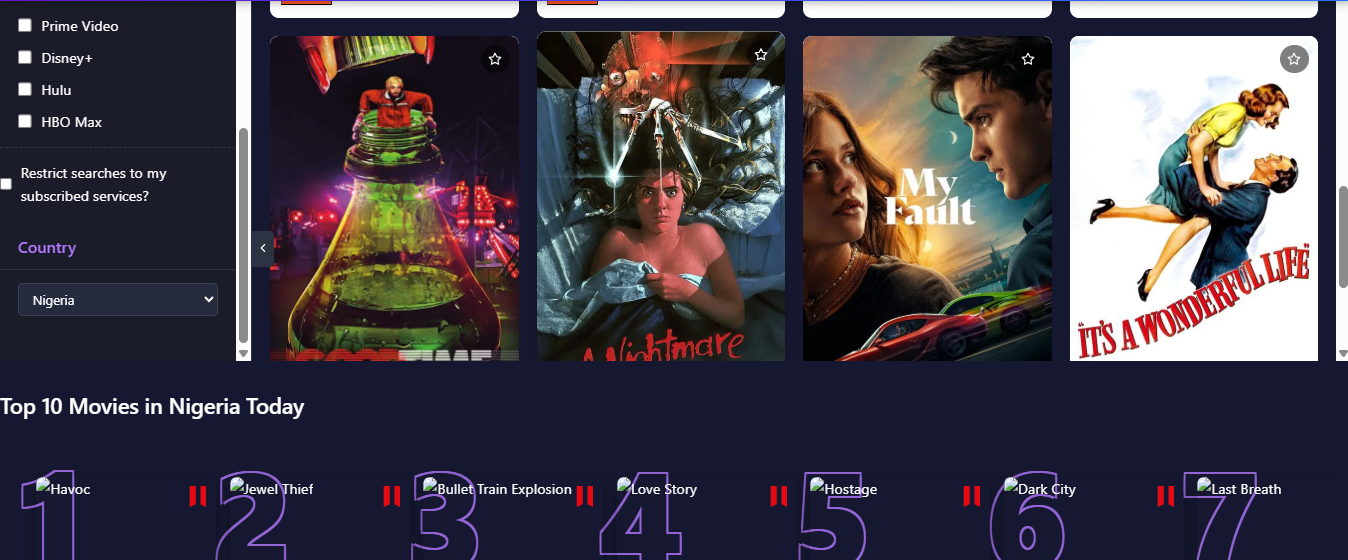 Prime Video
Disney+
Hulu
HBO Max
Restrict searches to my
subscribed services?
Country
Nigeria
A Nightmare
My
Fault
"IT'S A WONDERFUL LIFE"
Top 10 Movies in Nigeria Today
1 Havoc
2 Jewel Thief
3 Bullet Train Explosion
4 Love Story
5 Hostage
6 Dark City
7 Last Breath